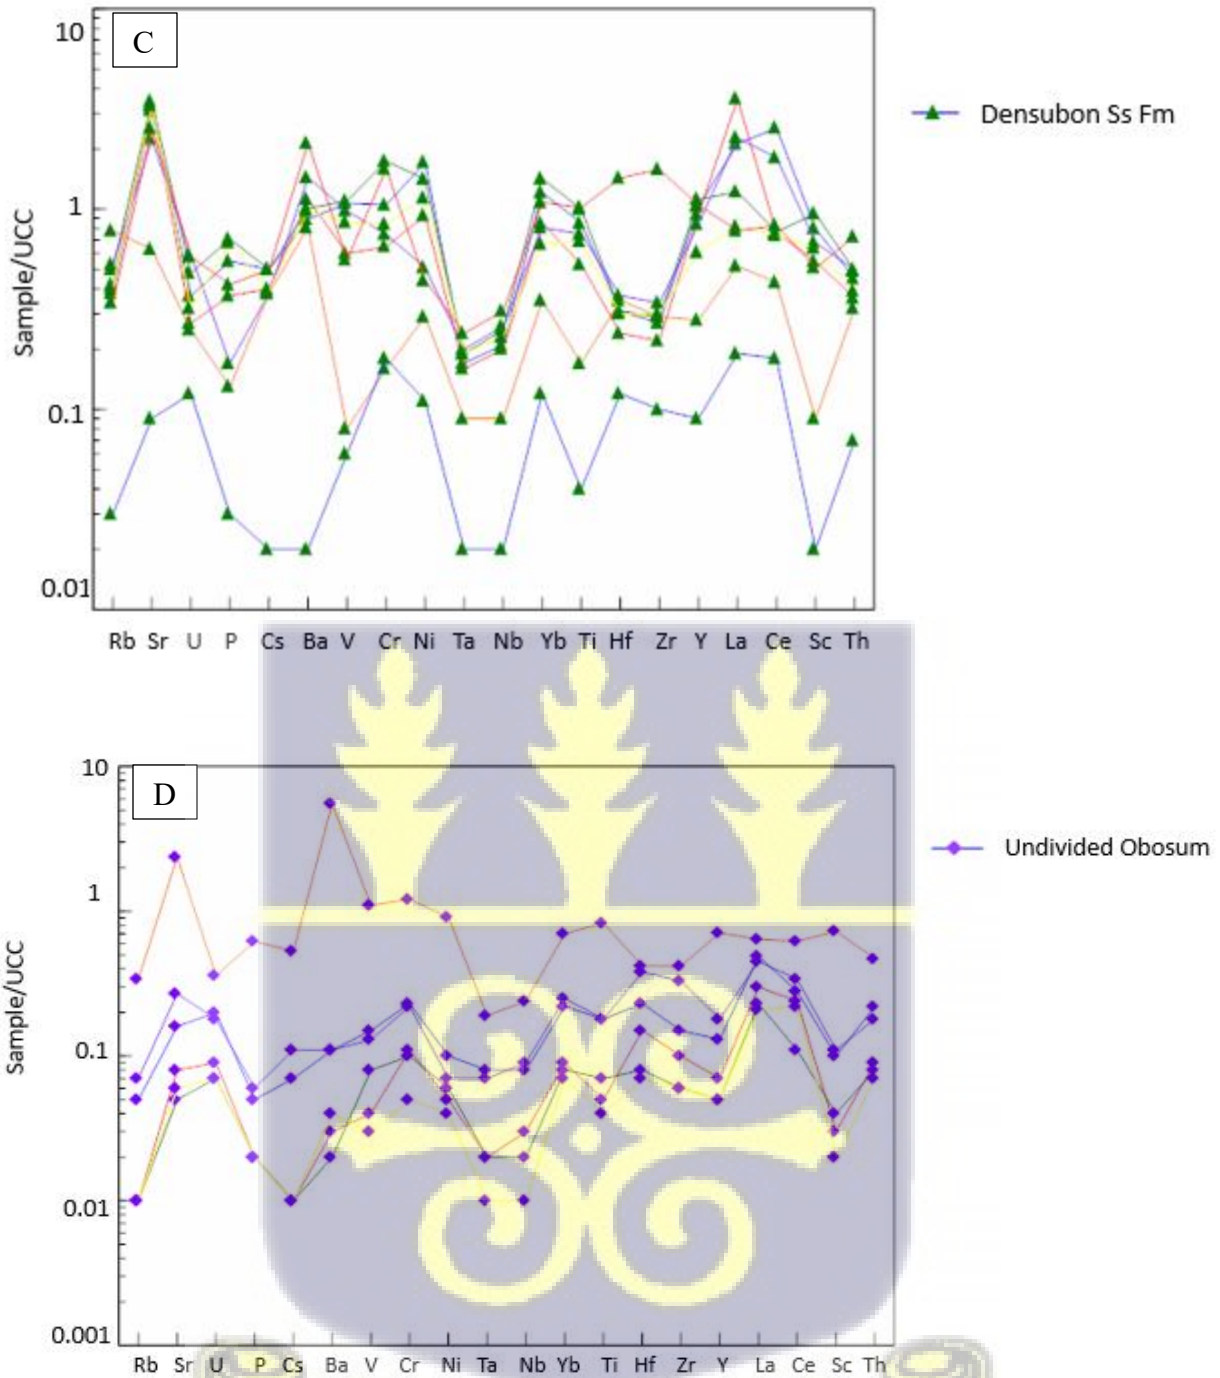 C
10
1
0.1
0.01
Sample/UCC
Densubon Ss Fm
Rb Sr U P Cs Ba V Cr Ni Ta Nb Yb Ti Hf Zr Y La Ce Sc Th
D
10
1
0.1
0.01
0.001
Sample/UCC
Undivided Obosum
Rb Sr U P Cs Ba V Cr Ni Ta Nb Yb Ti Hf Zr Y La Ce Sc Th